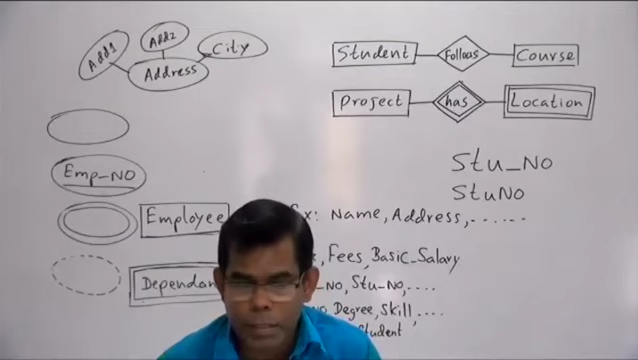 Add1
Add2
City
Address
Student
Follows
Course
Project
has
Location
Emp_NO
Stu_NO
StuNO
Employee
Ex: Name, Address, ......
Fees, Basic_Salary
_NO, Stu_No, ....
Degree, Skill, ....
Student